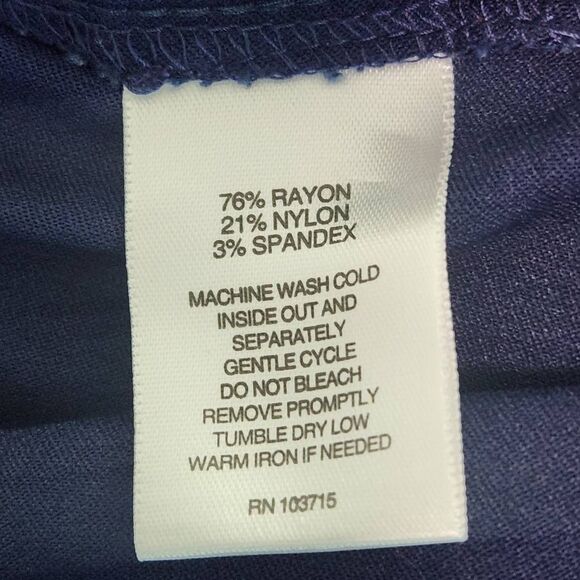 76% RAYON
21% NYLON
3% SPANDEX
MACHINE WASH COLD
INSIDE OUT AND
SEPARATELY
GENTLE CYCLE
DO NOT BLEACH
REMOVE PROMPTLY
TUMBLE DRY LOW
WARM IRON IF NEEDED
RN 103715